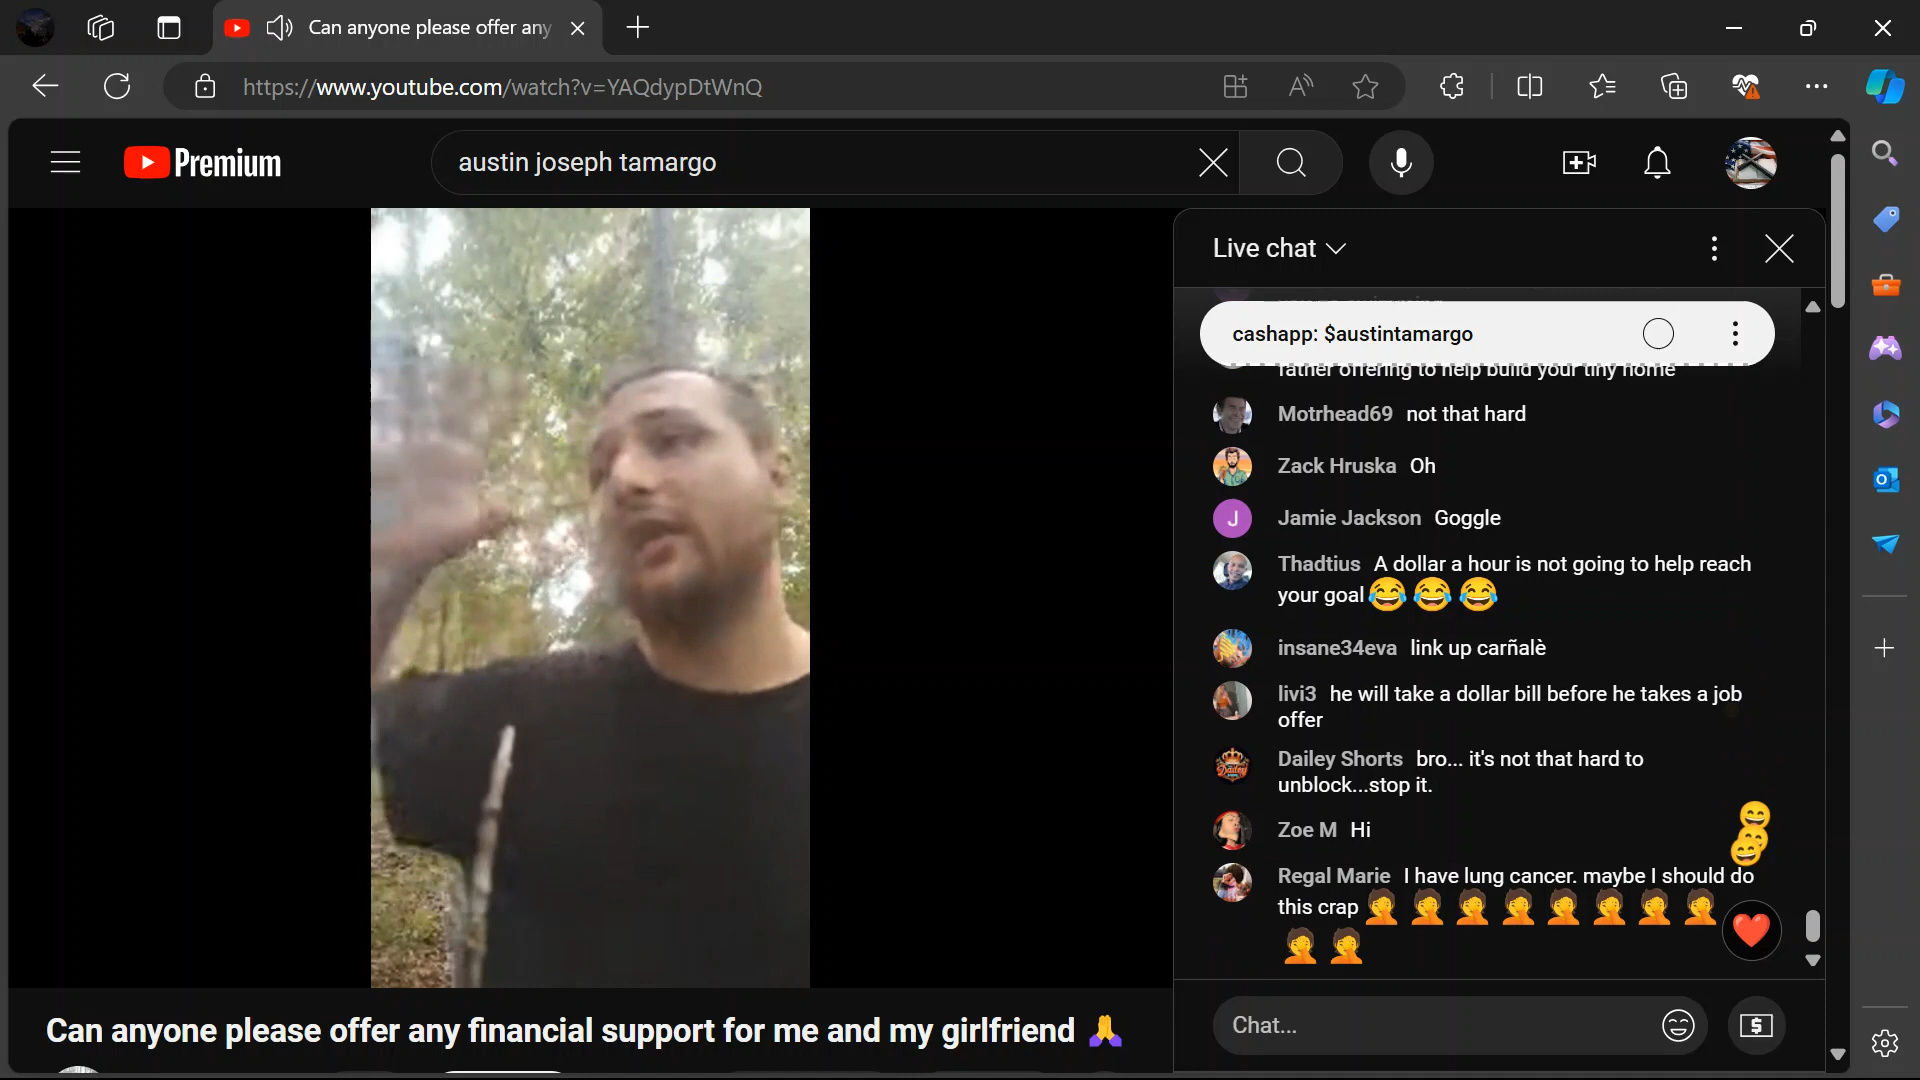 Can anyone please offer any
https://www.youtube.com/watch?v=YAQdypDtWnQ
Premium
austin joseph tamargo
Live chat
cashapp: $austintamargo
rather offering to help build your tiny home
Motrhead69 not that hard
Zack Hruska Oh
J Jamie Jackson Goggle
Thadtius A dollar a hour is not going to help reach
your goal😂😂😂
insane34eva link up carñalè
livi3 he will take a dollar bill before he takes a job
offer
Dailey Shorts bro... it's not that hard to
unblock...stop it.
Zoe M Hi
Regal Marie I have lung cancer. maybe I should do
this crap 🤦🤦🤦🤦🤦🤦🤦🤦
🤦🤦
Chat...
Can anyone please offer any financial support for me and my girlfriend 🙏